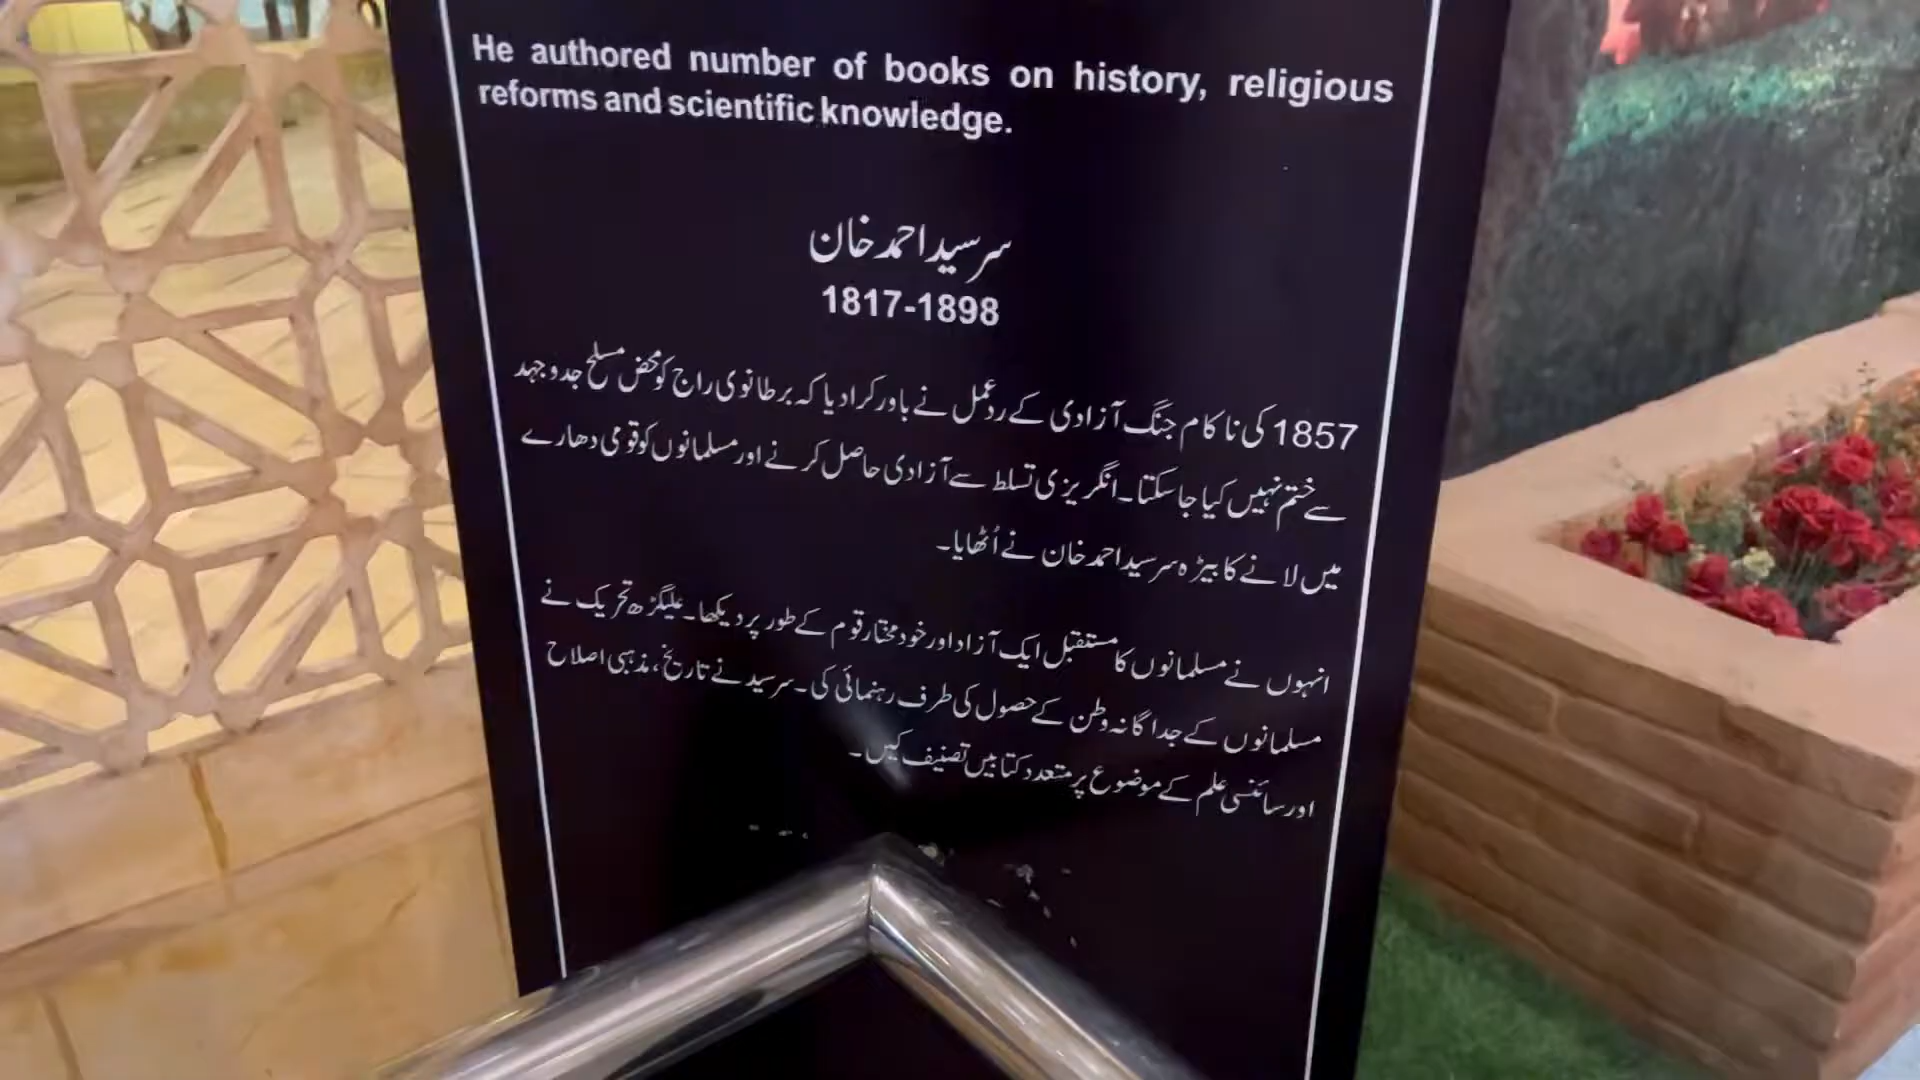 He authored number of books on history, religious
reforms and scientific knowledge.
سرسید احمد خان
1817-1898
1857 کی ناکام جنگ آزادی کے ردعمل نے باور کرا دیا کہ برطانوی راج کو محض مسلح جدوجہد
سے ختم نہیں کیا جا سکتا۔ انگریزی تسلط سے آزادی حاصل کرنے اور مسلمانوں کو قومی دھارے
میں لانے کا بیڑہ سرسید احمد خان نے اُٹھایا۔
انہوں نے مسلمانوں کا مستقبل ایک آزاد اور خود مختار قوم کے طور پر دیکھا۔ علیگڑھ تحریک نے
مسلمانوں کے جداگانہ وطن کے حصول کی طرف رہنمائی کی۔ سرسید نے تاریخ، مذہبی اصلاح
اور سائنسی علم کے موضوع پر متعدد کتابیں تصنیف کیں۔